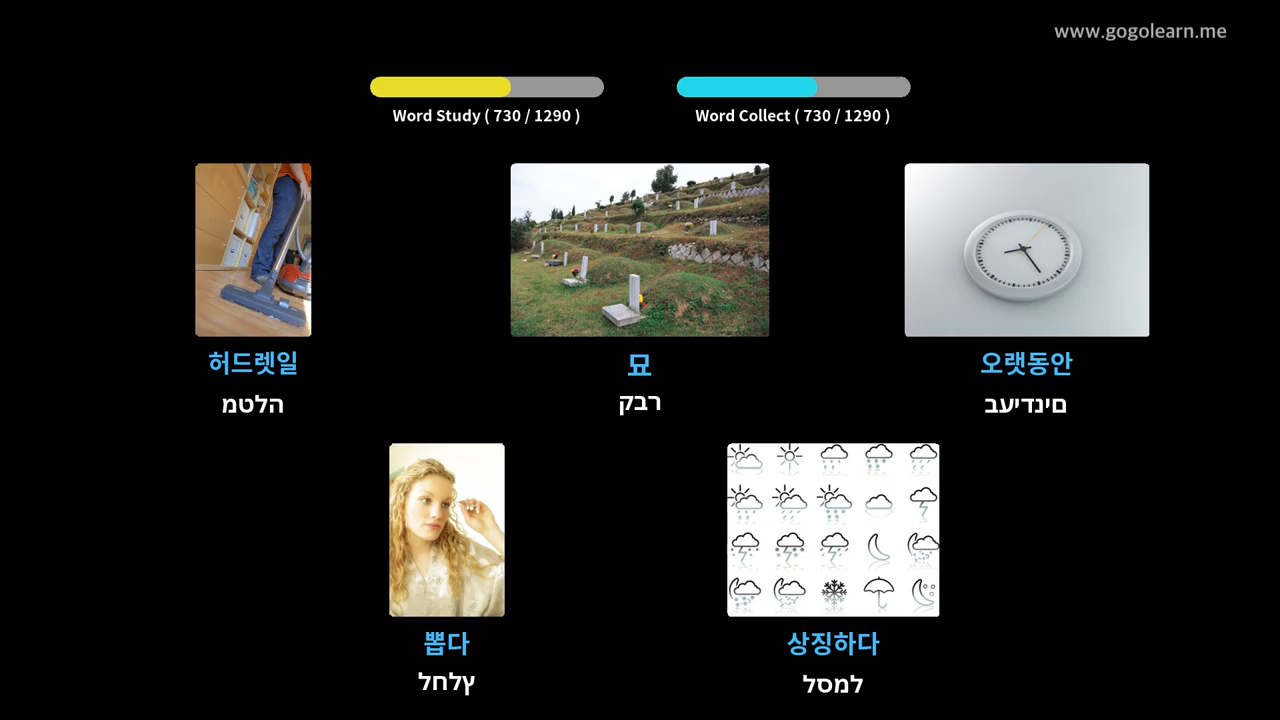 www.gogolearn.me
Word Study ( 730 / 1290 )
Word Collect ( 730 / 1290 )
허드렛일
묘
오랫동안
הלטמ
רבק
םינדיעב
뽑다
상징하다
ץלחל
למסל